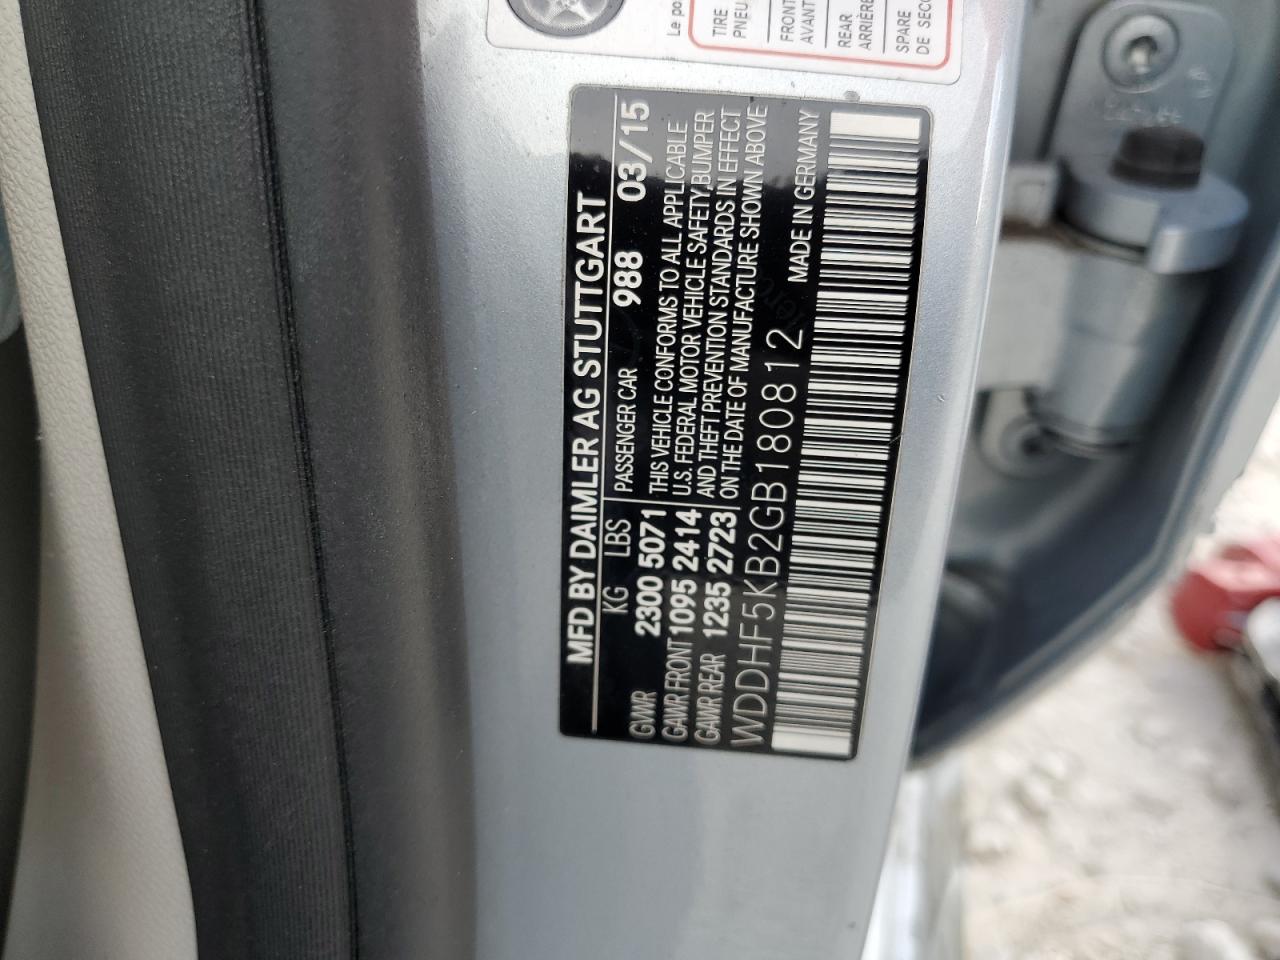 Le po
TIRE
PNEU
FRONT
AVANT
REAR
ARRIÈRE
SPARE
DE SECO
MFD BY DAIMLER AG STUTTGART
KG LBS PASSENGER CAR 988 03/15
GVWR 2300 5071
GAWR FRONT 1095 2414
GAWR REAR 1235 2723
THIS VEHICLE CONFORMS TO ALL APPLICABLE
U.S. FEDERAL MOTOR VEHICLE SAFETY,BUMPER
AND THEFT PREVENTION STANDARDS IN EFFECT
ON THE DATE OF MANUFACTURE SHOWN ABOVE
WDDHF5KB2GB180812 MADE IN GERMANY